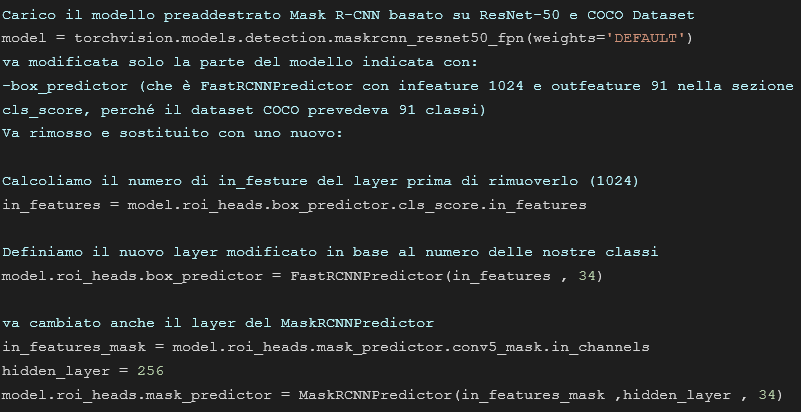 Carico il modello preaddestrato Mask R-CNN basato su ResNet-50 e COCO Dataset
model = torchvision.models.detection.maskrcnn_resnet50_fpn(weights='DEFAULT')
va modificata solo la parte del modello indicata con:
-box_predictor (che è FastRCNNPredictor con infeature 1024 e outfeature 91 nella sezione
cls_score, perché il dataset COCO prevedeva 91 classi)
Va rimosso e sostituito con uno nuovo:
Calcoliamo il numero di in_festure del layer prima di rimuoverlo (1024)
in_features = model.roi_heads.box_predictor.cls_score.in_features
Definiamo il nuovo layer modificato in base al numero delle nostre classi
model.roi_heads.box_predictor = FastRCNNPredictor(in_features , 34)
va cambiato anche il layer del MaskRCNNPredictor
in_features_mask = model.roi_heads.mask_predictor.conv5_mask.in_channels
hidden_layer = 256
model.roi_heads.mask_predictor = MaskRCNNPredictor(in_features_mask ,hidden_layer , 34)